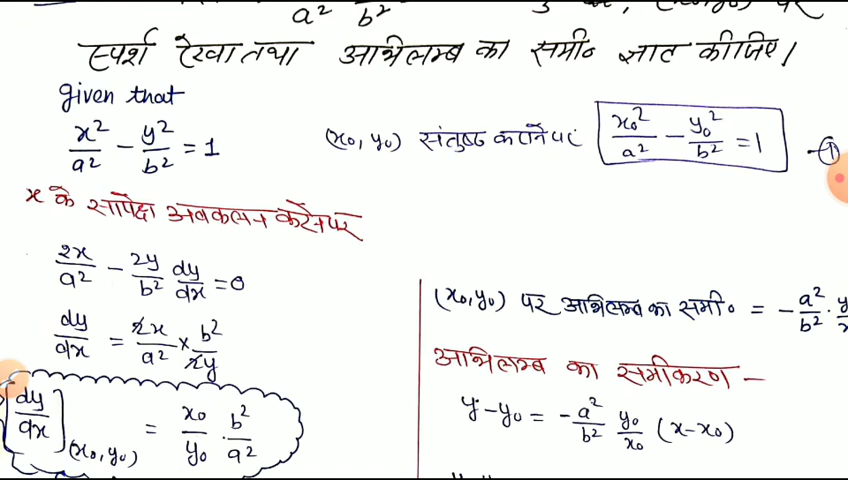 a² b²
स्पर्श रेखा तथा अभिलम्ब का समी० ज्ञात कीजिए।
given that
x²/a² - y²/b² = 1
(x₀, y₀) संतुष्ट करने पर x₀²/a² - y₀²/b² = 1 -①
x के सापेक्ष अवकलन करने पर
2x/a² - 2y/b² dy/dx = 0
dy/dx = 2x/a² × b²/2y
[dy/dx](x₀, y₀) = x₀/y₀ · b²/a²
(x₀, y₀) पर अभिलम्ब का समी० = -a²/b² ·
अभिलम्ब का समीकरण -
y - y₀ = -a²/b² y₀/x₀ (x - x₀)